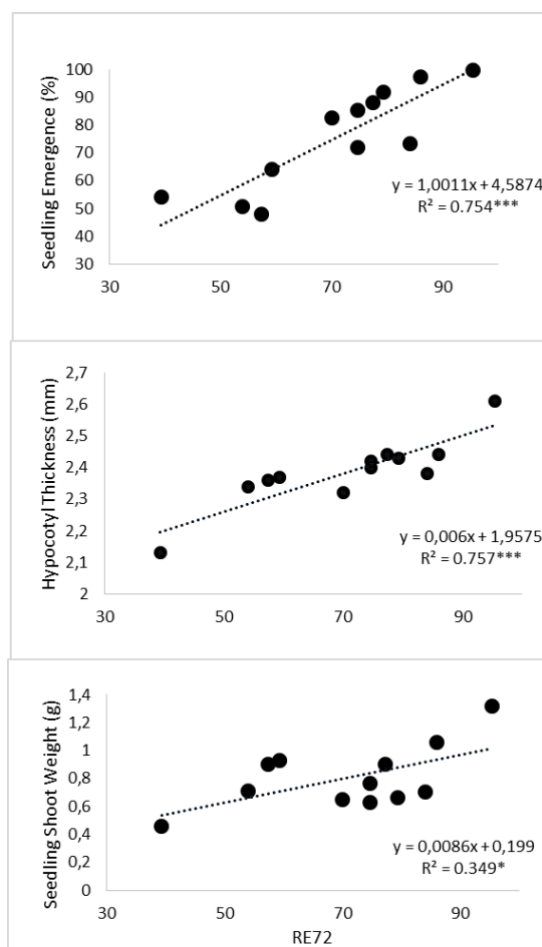 Seedling Emergence (%)
100
90
80
70
60
50
40
30
y = 1,0011x + 4,5874
R² = 0.754***
30 50 70 90
Hypocotyl Thickness (mm)
2,7
2,6
2,5
2,4
2,3
2,2
2,1
2
y = 0,006x + 1,9575
R² = 0.757***
30 50 70 90
Seedling Shoot Weight (g)
1,4
1,2
1
0,8
0,6
0,4
0,2
0
y = 0,0086x + 0,199
R² = 0.349*
30 50 70 90
RE72